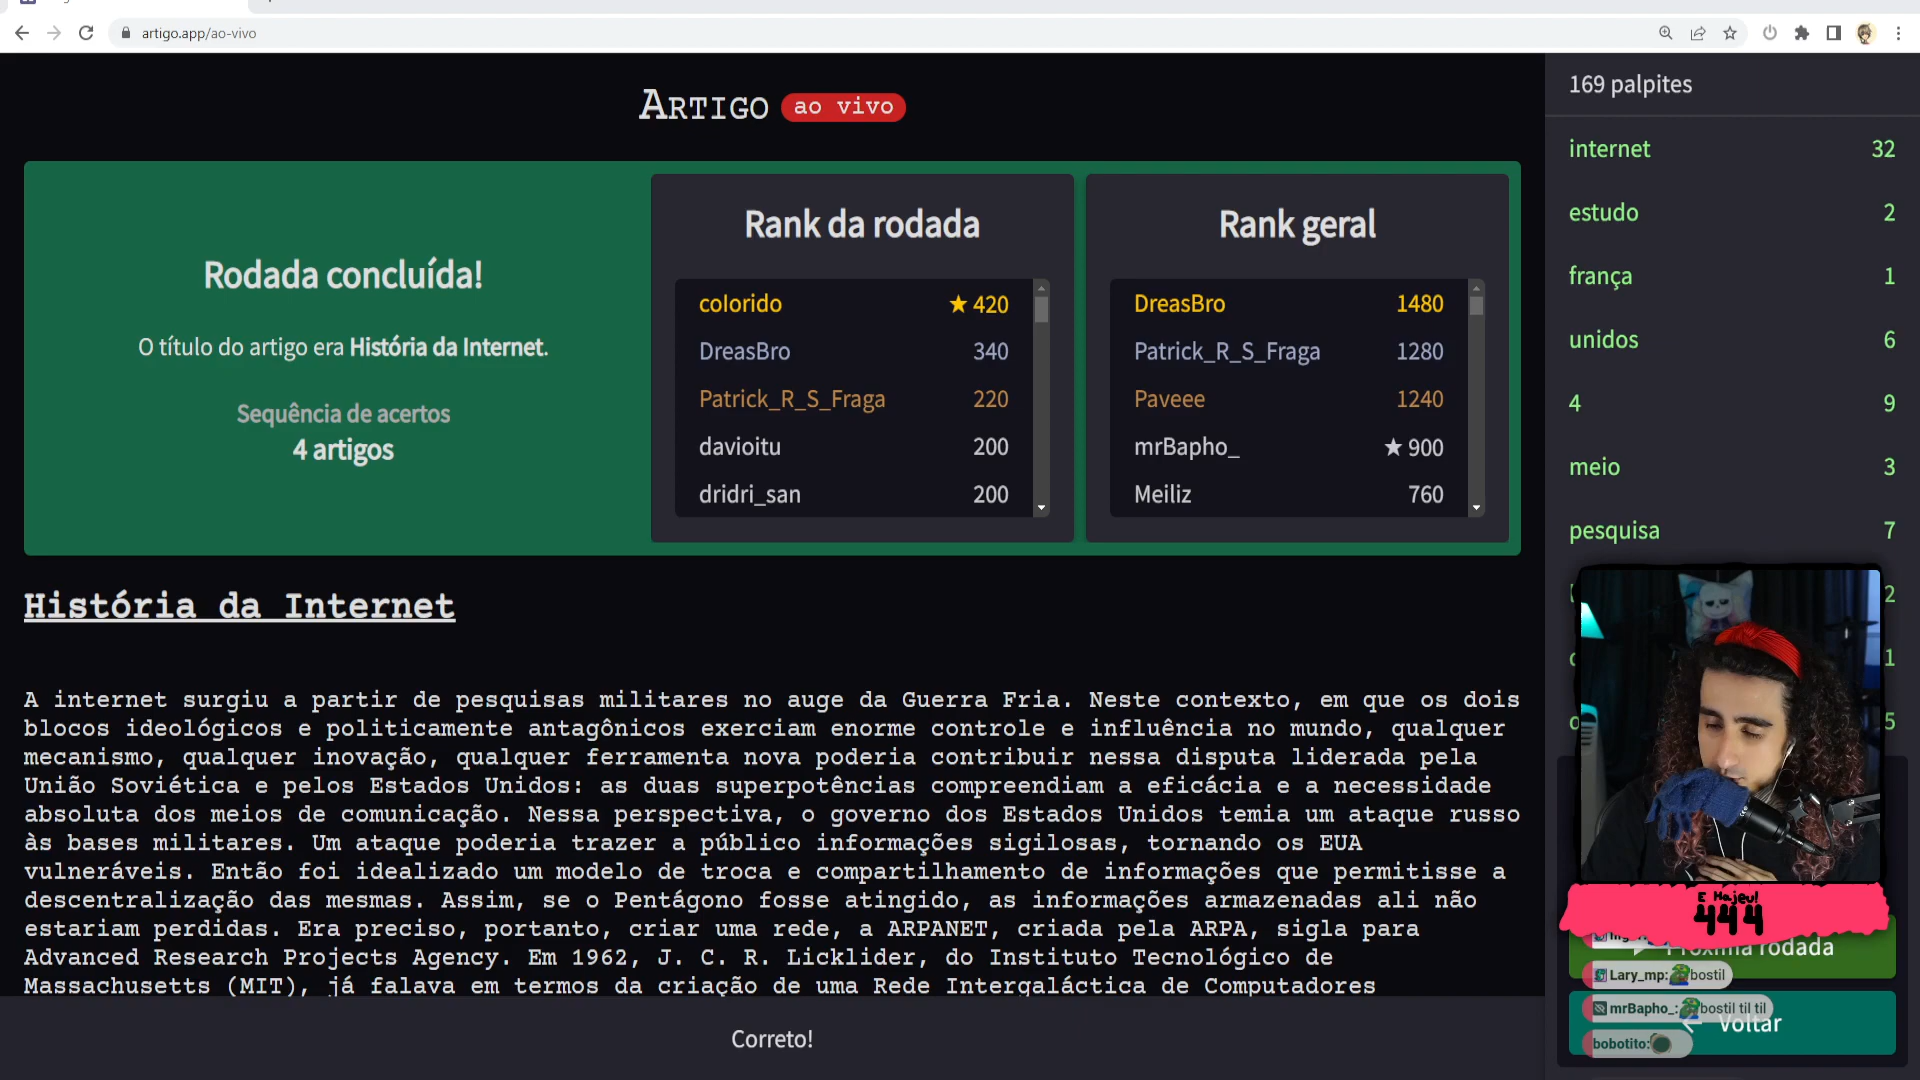 artigo.app/ao-vivo
ARTIGO ao vivo
Rodada concluída!
O título do artigo era História da Internet.
Sequência de acertos
4 artigos
Rank da rodada
colorido ★ 420
DreasBro 340
Patrick_R_S_Fraga 220
davioitu 200
dridri_san 200
Rank geral
DreasBro 1480
Patrick_R_S_Fraga 1280
Paveee 1240
mrBapho_ ★ 900
Meiliz 760
História da Internet
A internet surgiu a partir de pesquisas militares no auge da Guerra Fria. Neste contexto, em que os dois
blocos ideológicos e politicamente antagônicos exerciam enorme controle e influência no mundo, qualquer
mecanismo, qualquer inovação, qualquer ferramenta nova poderia contribuir nessa disputa liderada pela
União Soviética e pelos Estados Unidos: as duas superpotências compreendiam a eficácia e a necessidade
absoluta dos meios de comunicação. Nessa perspectiva, o governo dos Estados Unidos temia um ataque russo
às bases militares. Um ataque poderia trazer a público informações sigilosas, tornando os EUA
vulneráveis. Então foi idealizado um modelo de troca e compartilhamento de informações que permitisse a
descentralização das mesmas. Assim, se o Pentágono fosse atingido, as informações armazenadas ali não
estariam perdidas. Era preciso, portanto, criar uma rede, a ARPANET, criada pela ARPA, sigla para
Advanced Research Projects Agency. Em 1962, J. C. R. Licklider, do Instituto Tecnológico de
Massachusetts (MIT), já falava em termos da criação de uma Rede Intergaláctica de Computadores
Correto!
169 palpites
internet 32
estudo 2
frança 1
unidos 6
4 9
meio 3
pesquisa 7
2
1
5
E Majeu!
444
Próxima rodada
Lary_mp: bostil
mrBapho_: bostil til til
Voltar
bobotito: